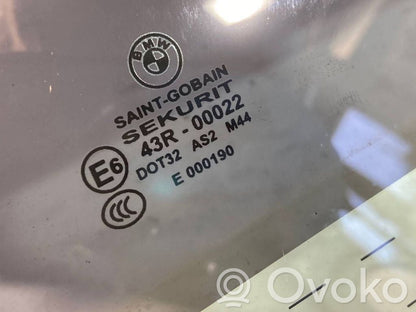 BMW
SAINT-GOBAIN
SEKURIT
E6 43R-00022
DOT32 AS2 M44
E 000190
CCC
Ovoko